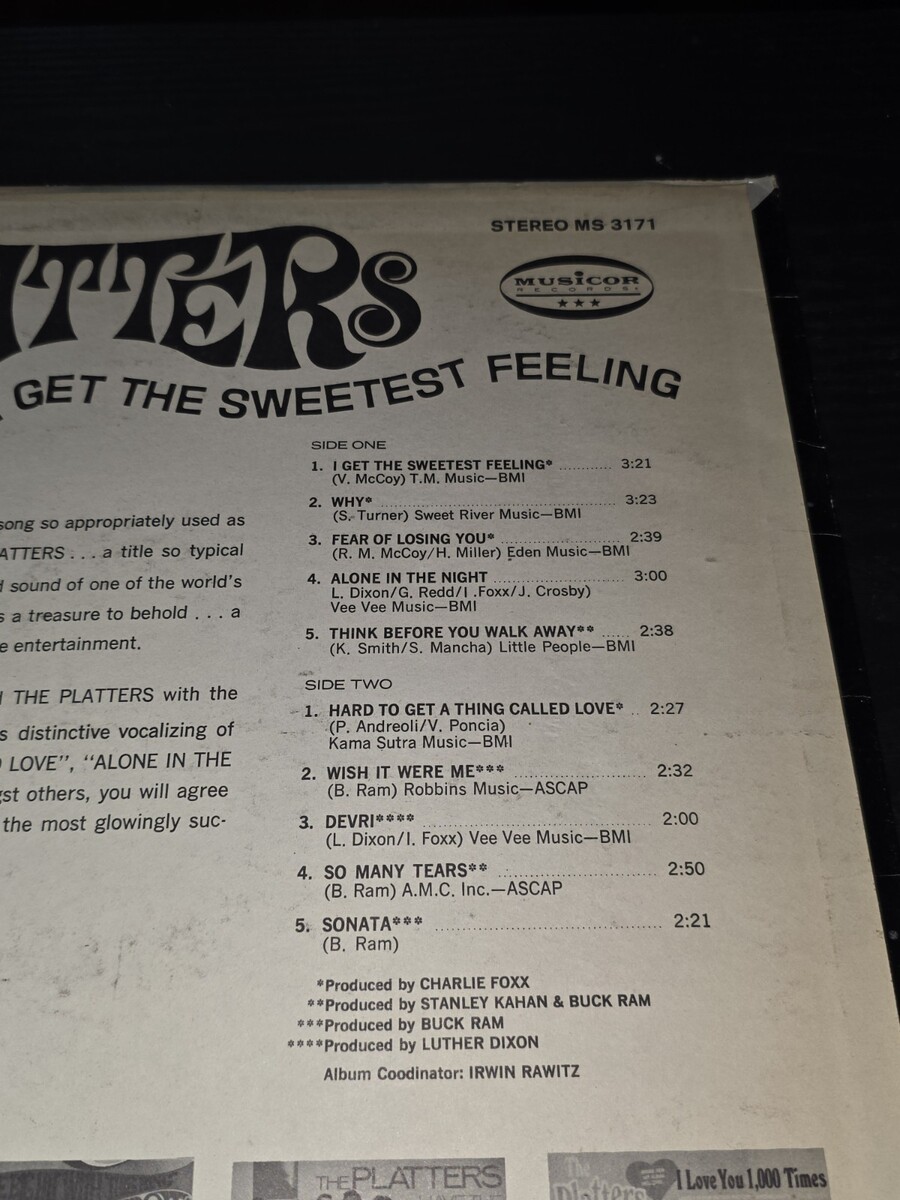 STEREO MS 3171
TTERS
MUSICOR
RECORDS
GET THE SWEETEST FEELING
song so appropriately used as
ATTERS . . . a title so typical
sound of one of the world's
a treasure to behold . . . a
entertainment.
THE PLATTERS with the
distinctive vocalizing of
LOVE", "ALONE IN THE
others, you will agree
the most glowingly suc-
SIDE ONE
1. I GET THE SWEETEST FEELING* ............ 3:21
(V. McCoy) T.M. Music—BMI
2. WHY* ............ 3:23
(S. Turner) Sweet River Music—BMI
3. FEAR OF LOSING YOU* ............ 2:39
(R. M. McCoy/H. Miller) Eden Music—BMI
4. ALONE IN THE NIGHT ............ 3:00
L. Dixon/G. Redd/I .Foxx/J. Crosby)
Vee Vee Music—BMI
5. THINK BEFORE YOU WALK AWAY** ...... 2:38
(K. Smith/S. Mancha) Little People—BMI
SIDE TWO
1. HARD TO GET A THING CALLED LOVE* .. 2:27
(P. Andreoli/V. Poncia)
Kama Sutra Music—BMI
2. WISH IT WERE ME*** ............ 2:32
(B. Ram) Robbins Music—ASCAP
3. DEVRI**** ............ 2:00
(L. Dixon/I. Foxx) Vee Vee Music—BMI
4. SO MANY TEARS** ............ 2:50
(B. Ram) A.M.C. Inc.—ASCAP
5. SONATA*** ............ 2:21
(B. Ram)
*Produced by CHARLIE FOXX
**Produced by STANLEY KAHAN & BUCK RAM
***Produced by BUCK RAM
****Produced by LUTHER DIXON
Album Coodinator: IRWIN RAWITZ
THE PLATTERS
The
Platters
I Love You 1,000 Times